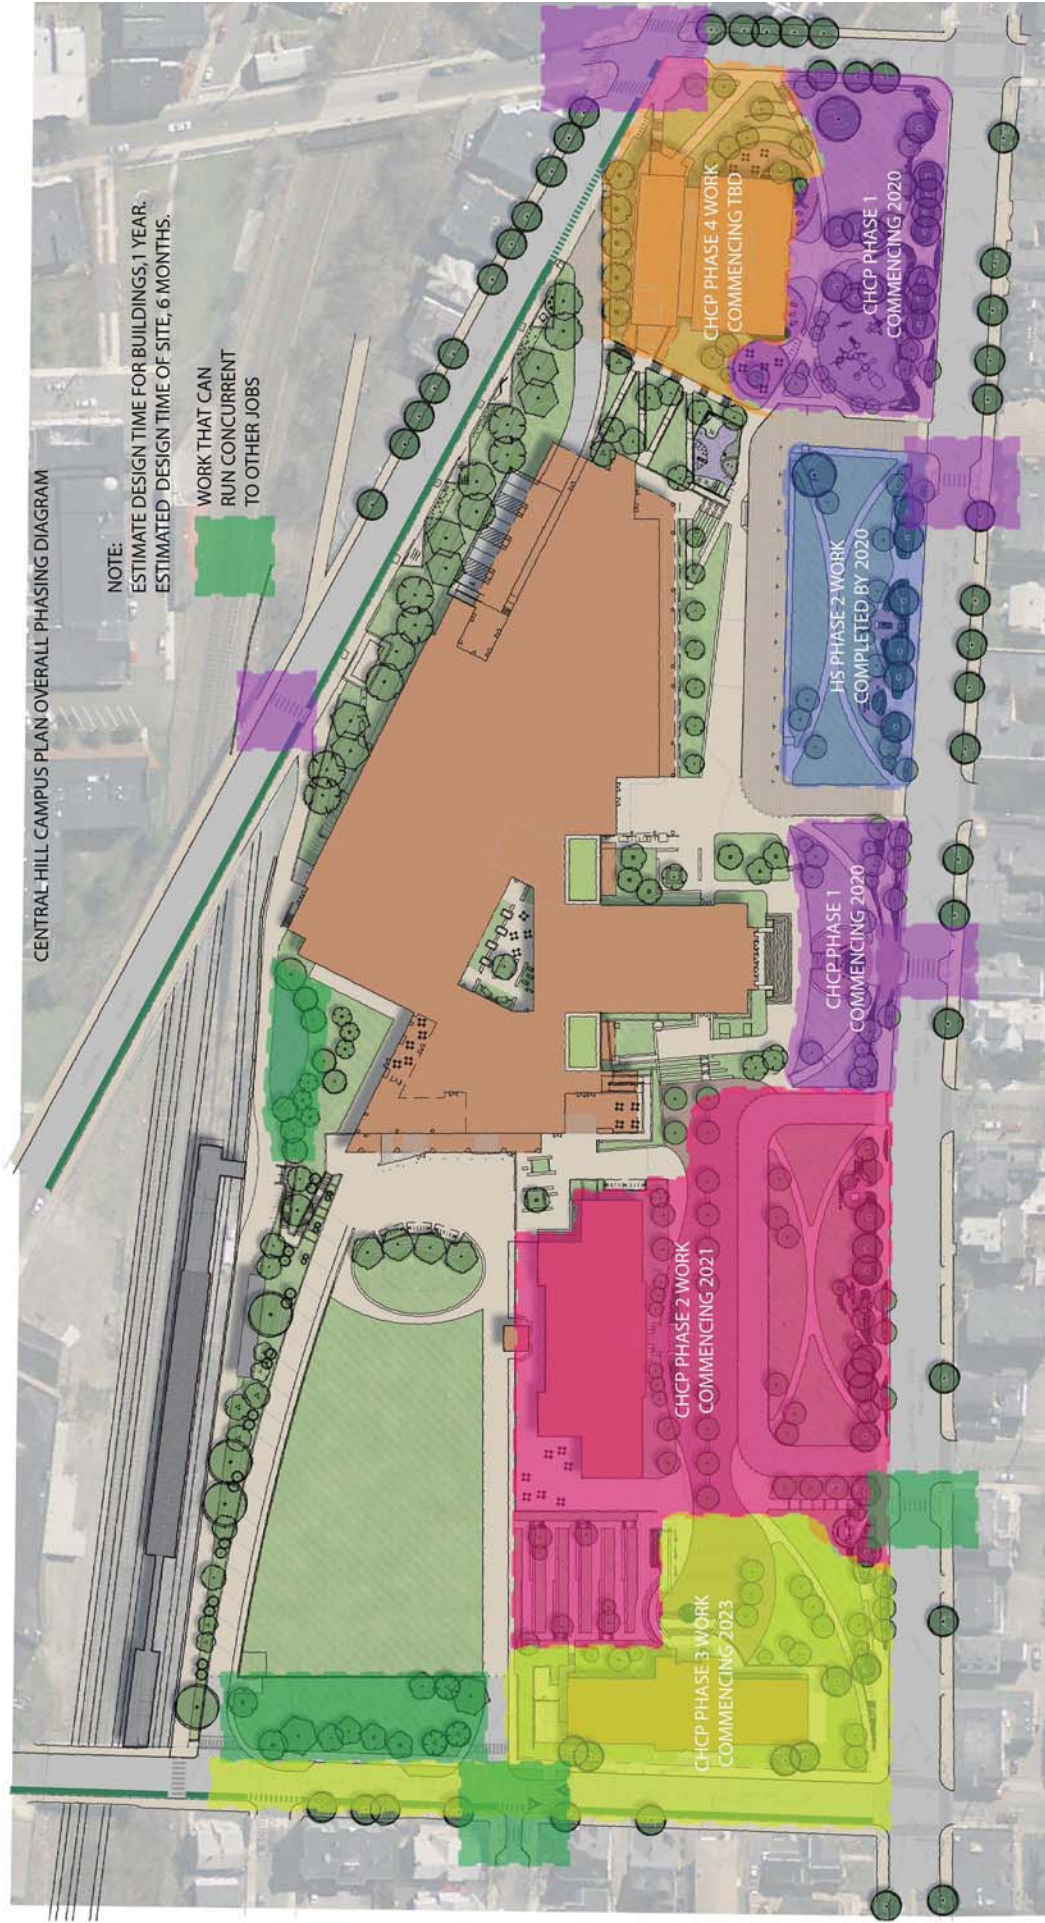 CENTRAL HILL CAMPUS PLAN OVERALL PHASING DIAGRAM
NOTE:
ESTIMATE DESIGN TIME FOR BUILDINGS,1 YEAR.
ESTIMATED DESIGN TIME OF SITE, 6 MONTHS.
WORK THAT CAN
RUN CONCURRENT
TO OTHER JOBS
CHCP PHASE 3 WORK
COMMENCING 2023
CHCP PHASE 2 WORK
COMMENCING 2021
CHCP PHASE 1
COMMENCING 2020
HS PHASE 2 WORK
COMPLETED BY 2020
CHCP PHASE 4 WORK
COMMENCING TBD
CHCP PHASE 1
COMMENCING 2020